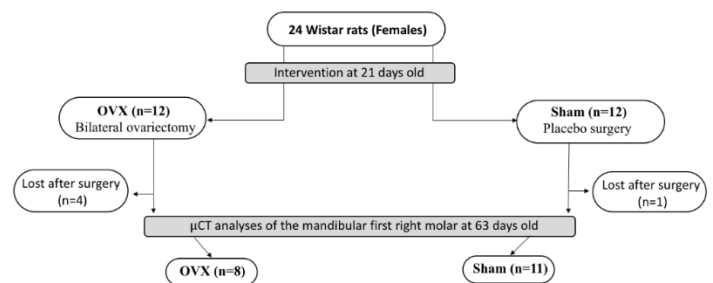 24 Wistar rats (Females)
Intervention at 21 days old
OVX (n=12)
Bilateral ovariectomy
Sham (n=12)
Placebo surgery
Lost after surgery
(n=4)
Lost after surgery
(n=1)
µCT analyses of the mandibular first right molar at 63 days old
OVX (n=8)
Sham (n=11)